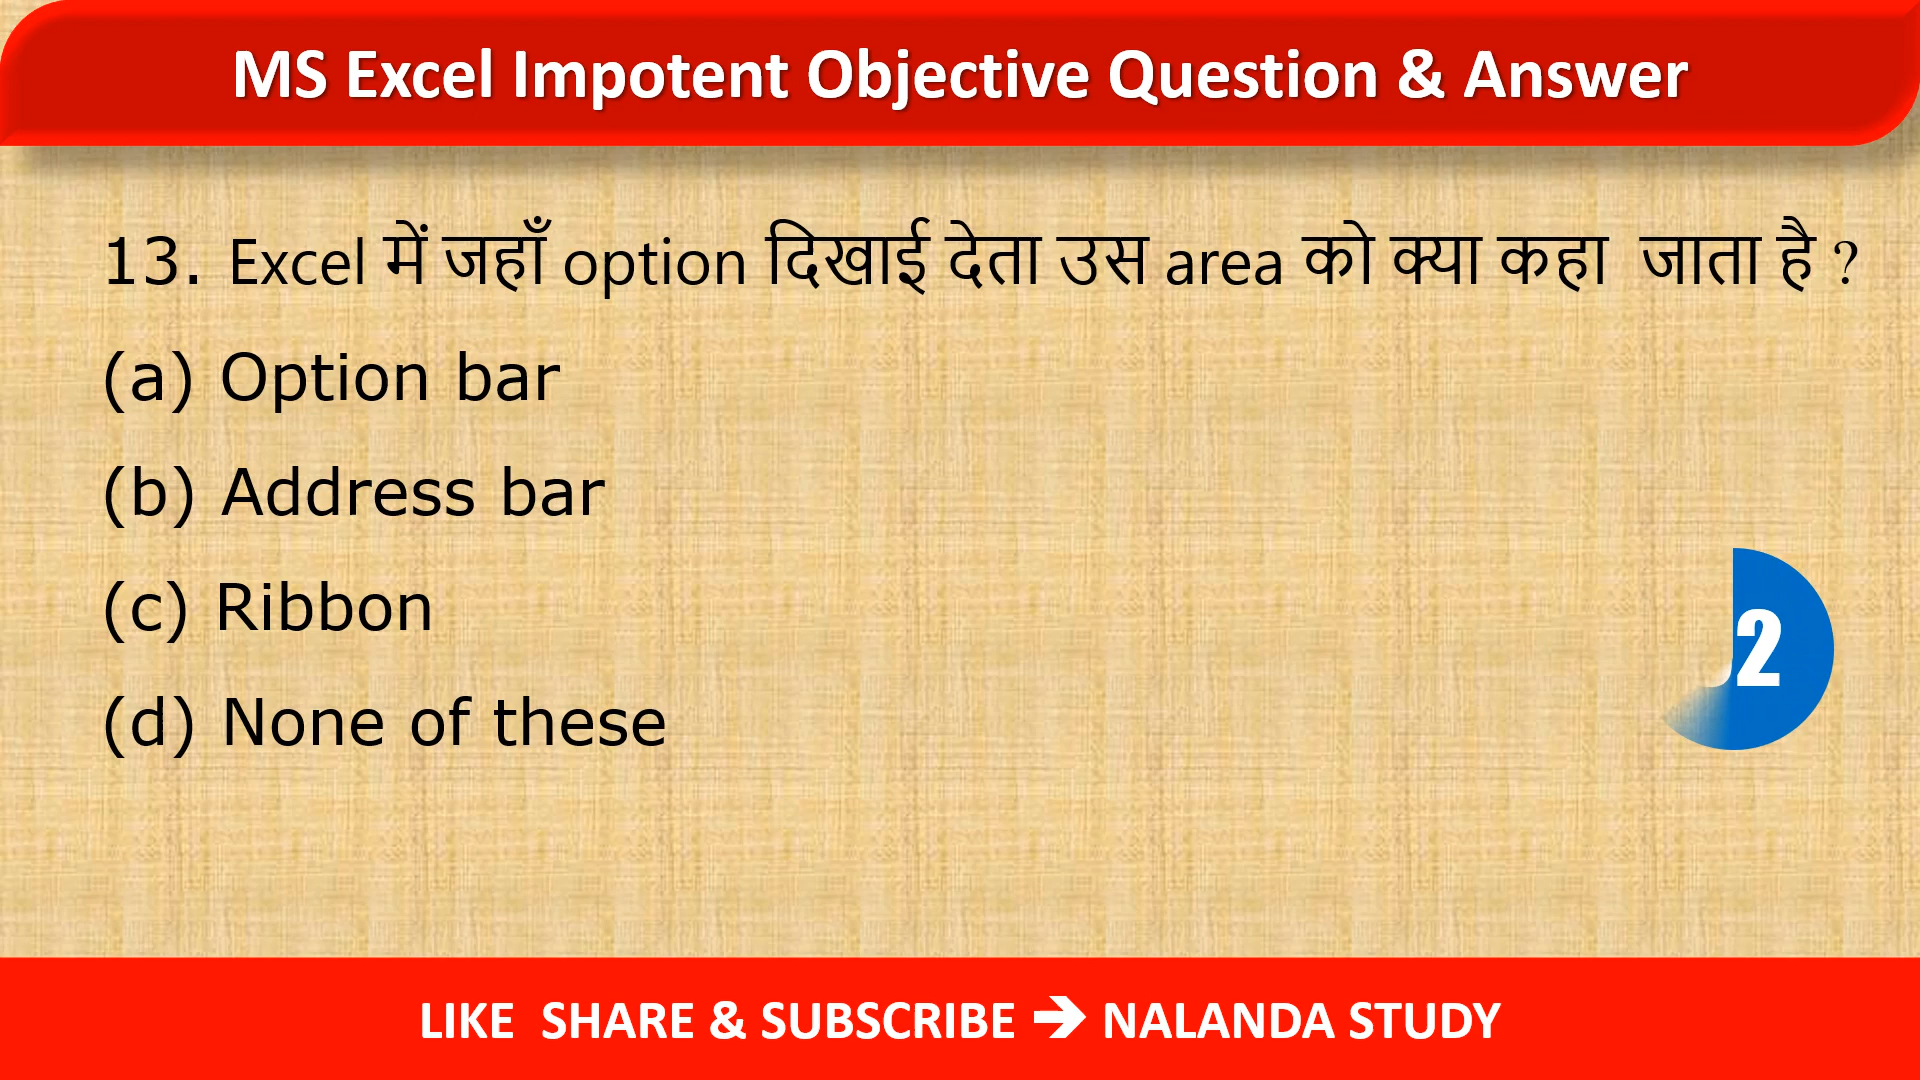 MS Excel Impotent Objective Question & Answer
13. Excel में जहाँ option दिखाई देता उस area को क्या कहा जाता है ?
(a) Option bar
(b) Address bar
(c) Ribbon
(d) None of these
2
LIKE SHARE & SUBSCRIBE ➔ NALANDA STUDY